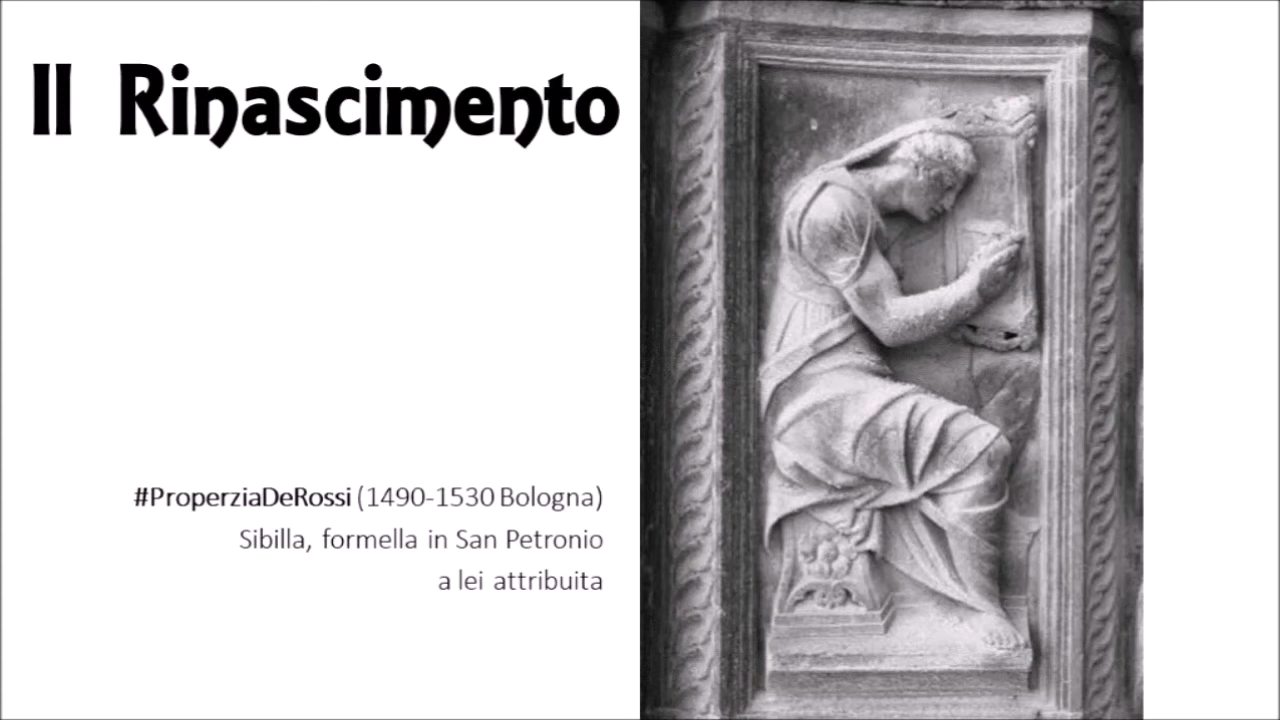 Il Rinascimento
#ProperziaDeRossi (1490-1530 Bologna)
Sibilla, formella in San Petronio
a lei attribuita